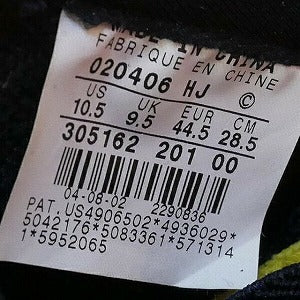 MADE IN CHINA
FABRIQUE EN CHINE
020406 HJ ©
US UK EUR CM
10.5 9.5 44.5 28.5
305162 201 00
04-08-02 2290836
PAT. US4906502*4936029*
5042176*5083361*571314
1*5952065